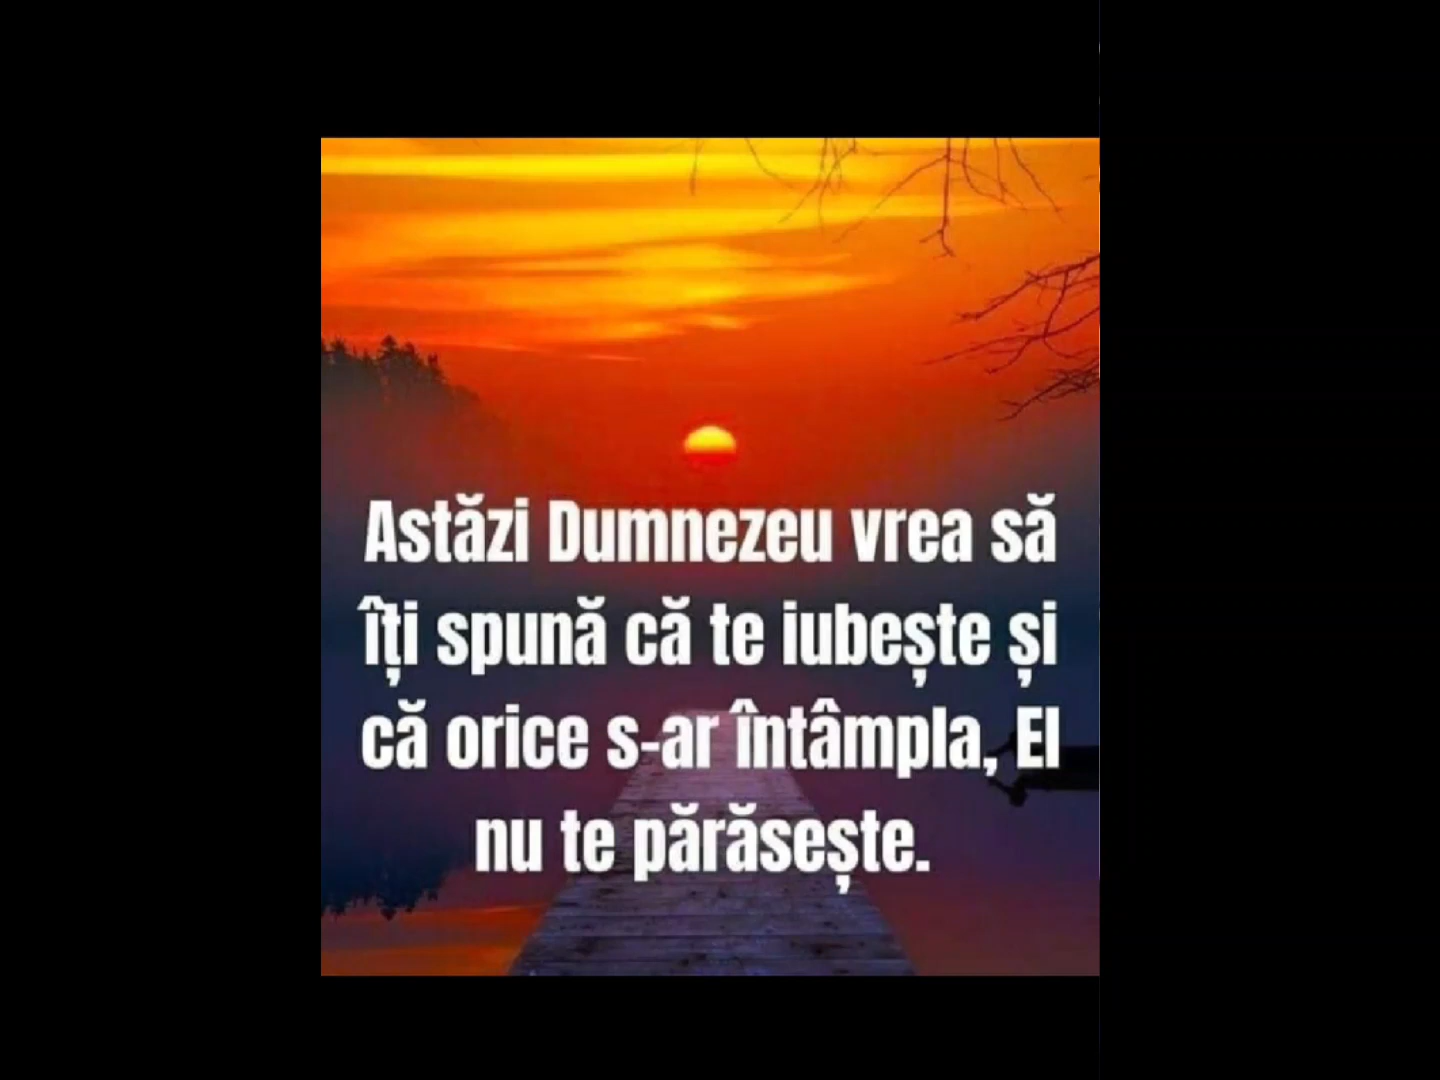 Astăzi Dumnezeu vrea să
îți spună că te iubește și
că orice s-ar întâmpla, El
nu te părăsește.